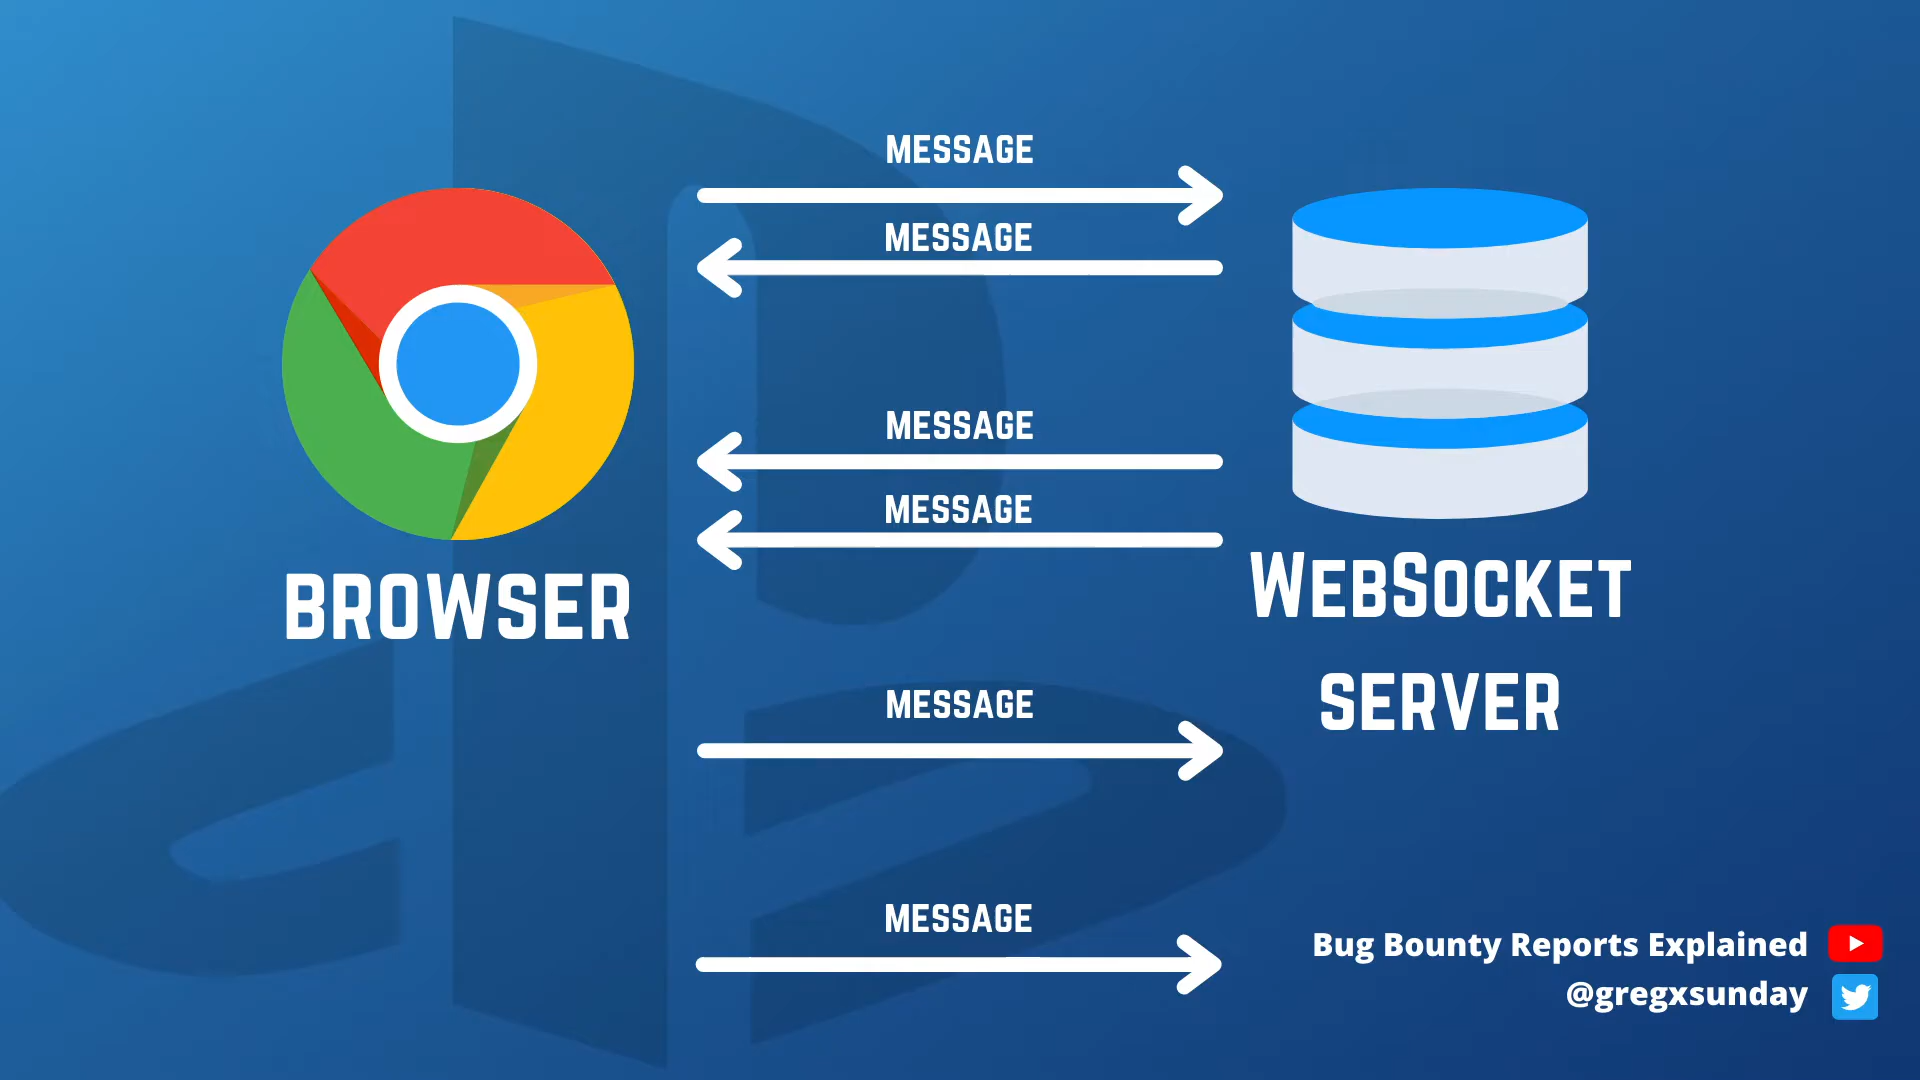 MESSAGE
MESSAGE
MESSAGE
MESSAGE
BROWSER
WEBSOCKET
SERVER
MESSAGE
MESSAGE
Bug Bounty Reports Explained
@gregxsunday